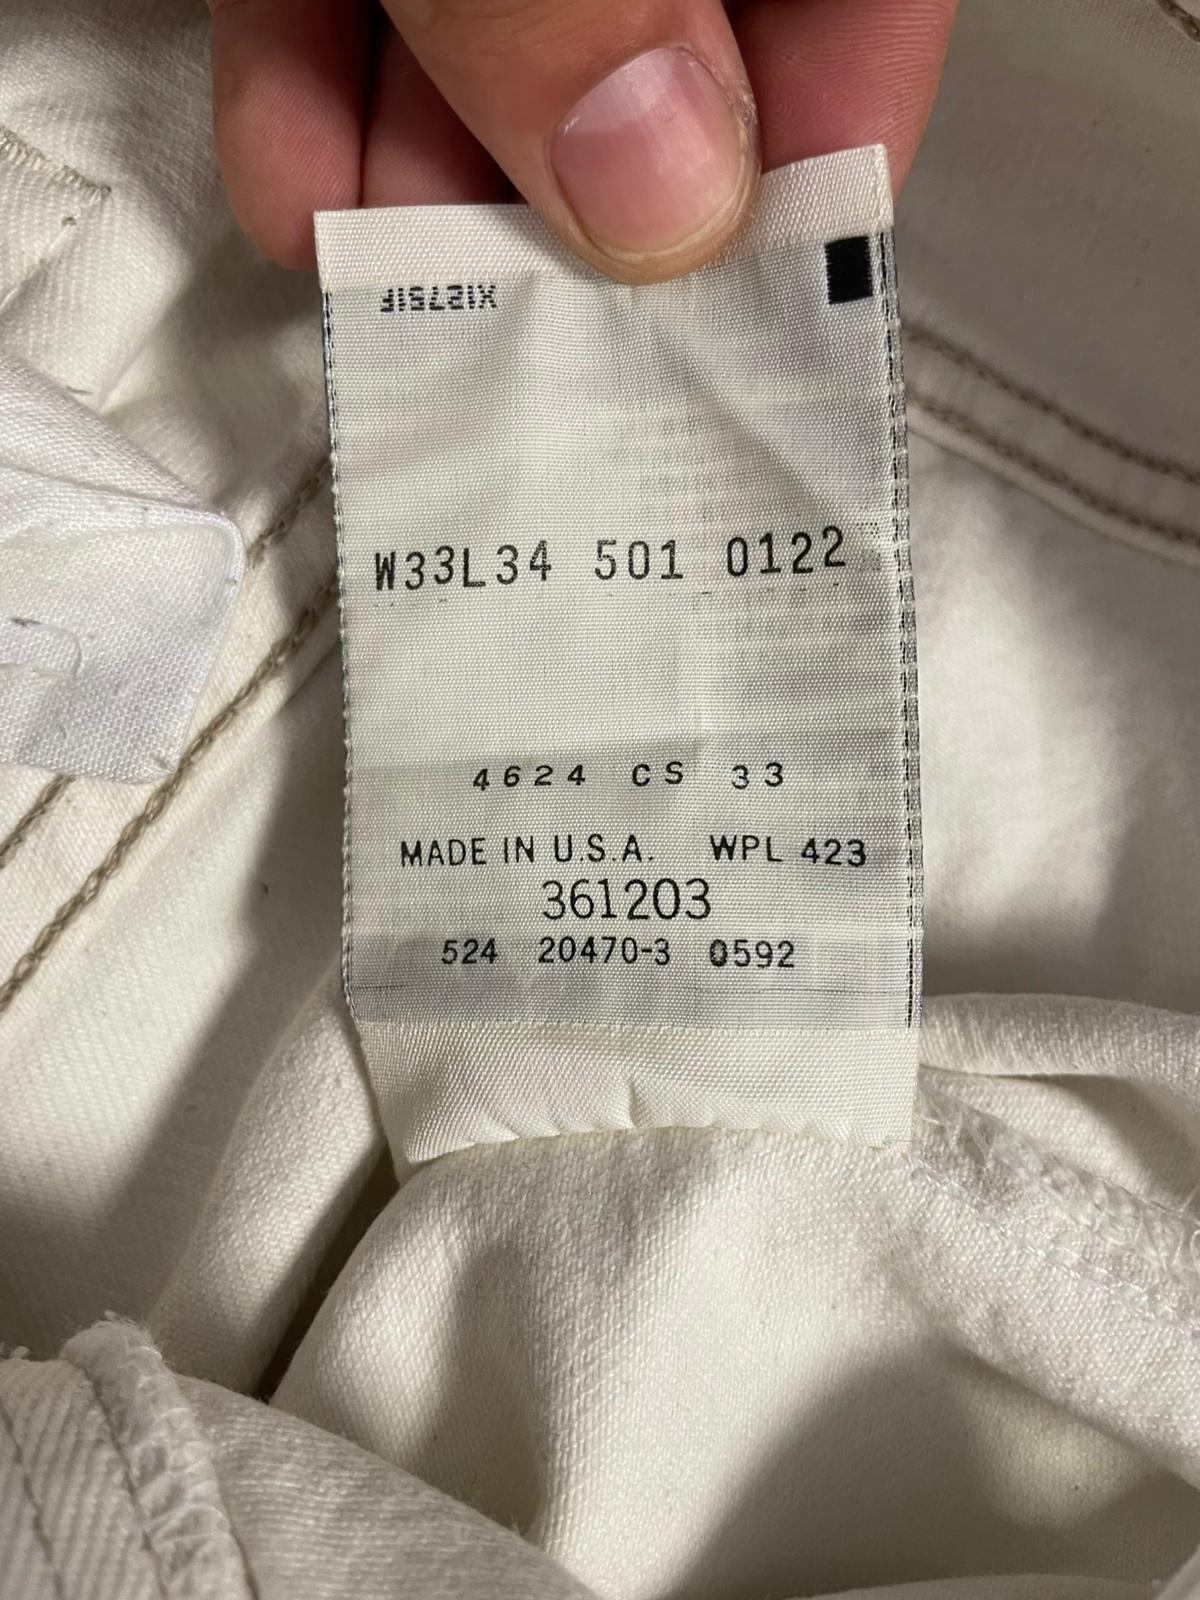 W33L34 501 0122
4624 CS 33
MADE IN U.S.A. WPL 423
361203
524 20470-3 0592